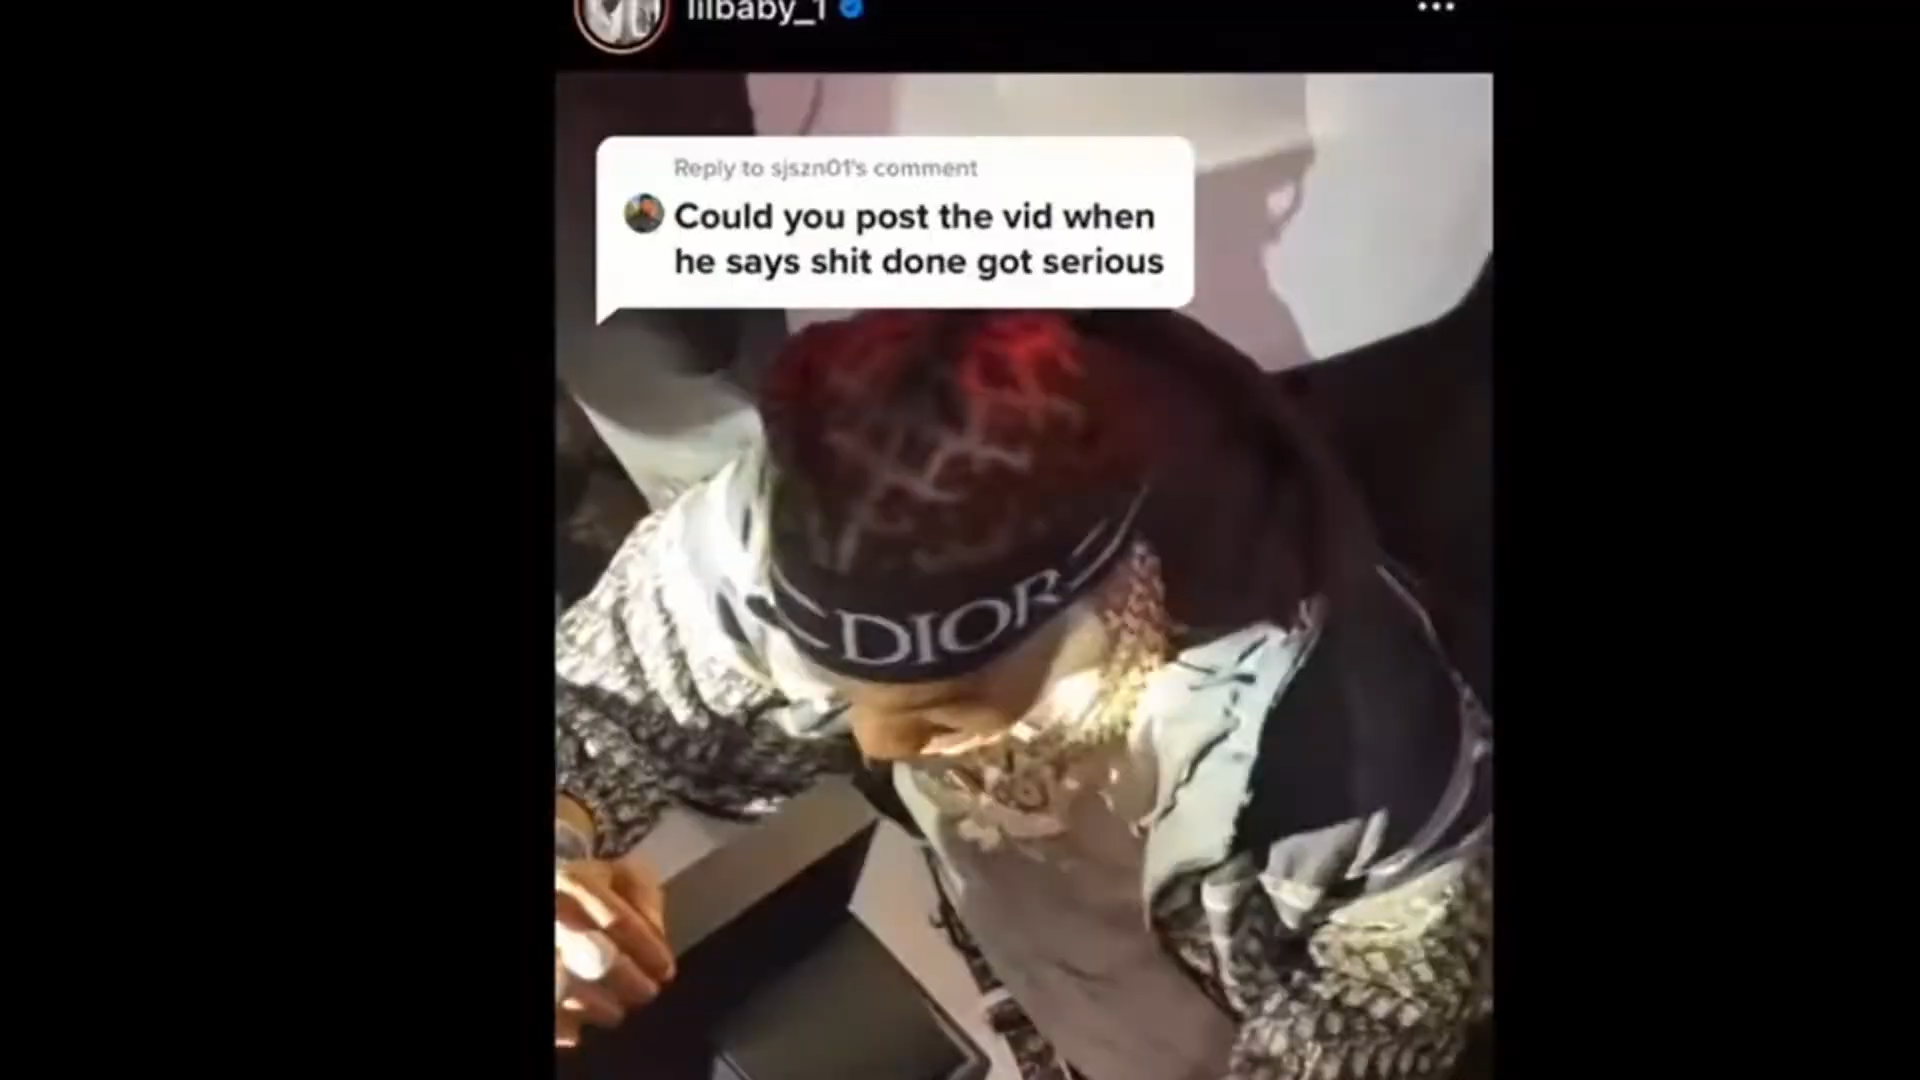 lilbaby_1
Reply to sjszn01's comment
Could you post the vid when
he says shit done got serious
DIOR